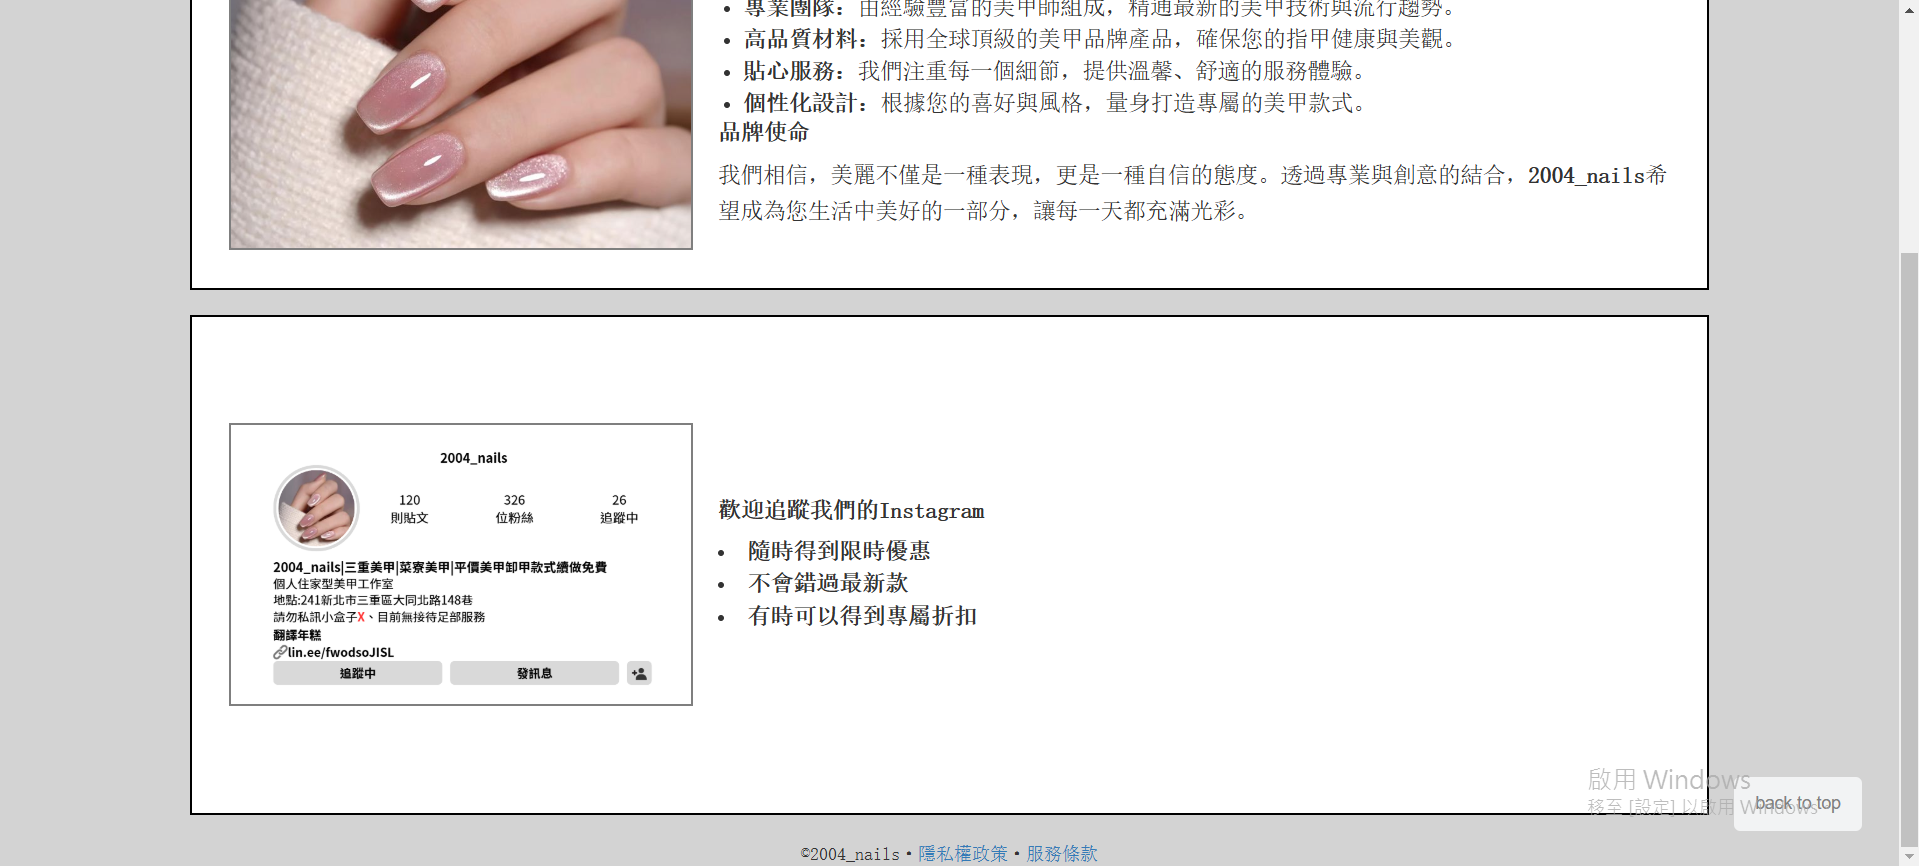 • 專業團隊：由經驗豐富的美甲師組成，精通最新的美甲技術與流行趨勢。
• 高品質材料：採用全球頂級的美甲品牌產品，確保您的指甲健康與美觀。
• 貼心服務：我們注重每一個細節，提供溫馨、舒適的服務體驗。
• 個性化設計：根據您的喜好與風格，量身打造專屬的美甲款式。
品牌使命
我們相信，美麗不僅是一種表現，更是一種自信的態度。透過專業與創意的結合，2004_nails希
望成為您生活中美好的一部分，讓每一天都充滿光彩。
2004_nails
120 326 26
則貼文 位粉絲 追蹤中
2004_nails|三重美甲|菜寮美甲|平價美甲卸甲款式續做免費
個人住家型美甲工作室
地點:241新北市三重區大同北路148巷
請勿私訊小盒子X、目前無接待足部服務
翻譯年糕
lin.ee/fwodsoJISL
追蹤中 發訊息
歡迎追蹤我們的Instagram
• 隨時得到限時優惠
• 不會錯過最新款
• 有時可以得到專屬折扣
啟用 Windows
移至 [設定] 以啟用 Windows。
back to top
©2004_nails • 隱私權政策 • 服務條款